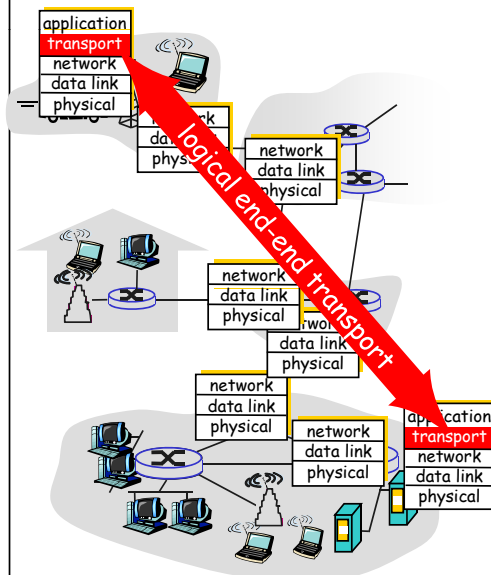 application
transport
network
data link
physical
network
data link
physical
logical end-end transport
network
data link
physical
data link
physical
network
data link
physical
network
data link
physical
application
transport
network
data link
physical